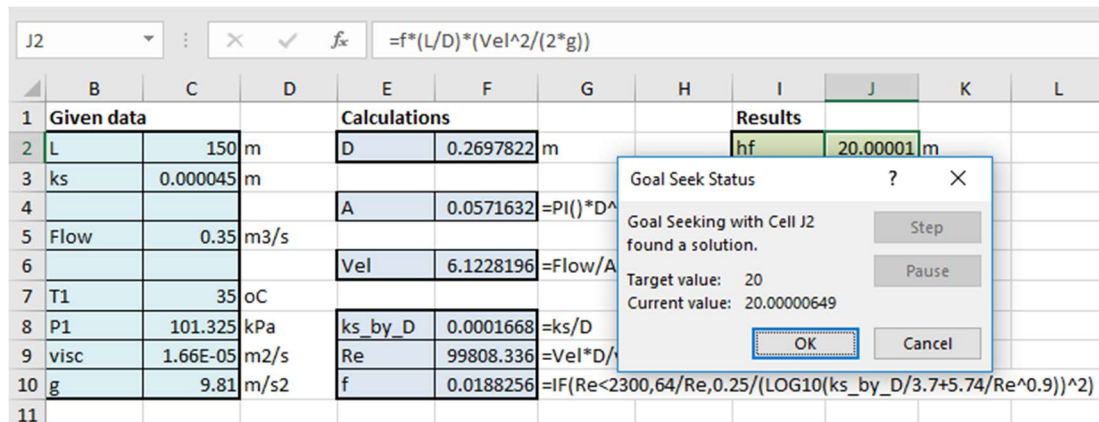 J2 fx =f*(L/D)*(Vel^2/(2*g))
B C D E F G H I J K L
1 Given data Calculations Results
2 L 150 m D 0.2697822 m hf 20.00001 m
3 ks 0.000045 m
4 A 0.0571632 =PI()*D^
5 Flow 0.35 m3/s
6 Vel 6.1228196 =Flow/A
7 T1 35 oC
8 P1 101.325 kPa ks_by_D 0.0001668 =ks/D
9 visc 1.66E-05 m2/s Re 99808.336 =Vel*D/
10 g 9.81 m/s2 f 0.0188256 =IF(Re<2300,64/Re,0.25/(LOG10(ks_by_D/3.7+5.74/Re^0.9))^2)
11
Goal Seek Status ?
Goal Seeking with Cell J2
found a solution.
Target value: 20
Current value: 20.00000649
Step
Pause
OK
Cancel